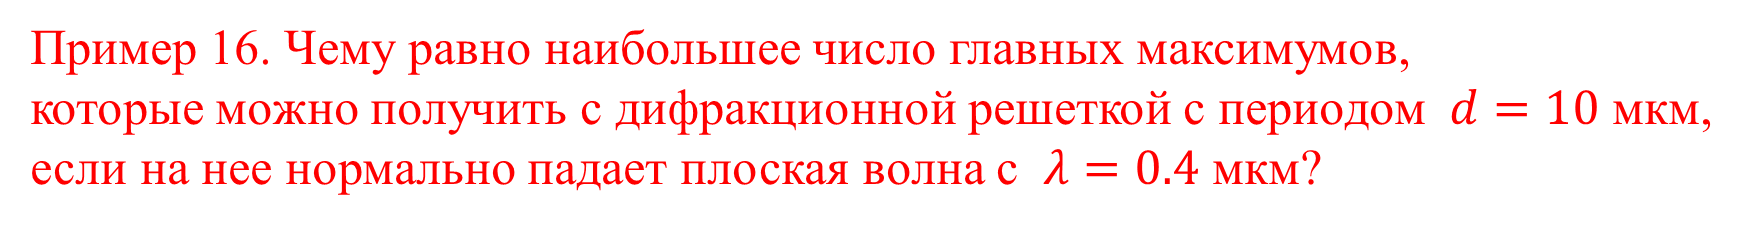 Пример 16. Чему равно наибольшее число главных максимумов,
которые можно получить с дифракционной решеткой с периодом d = 10 мкм,
если на нее нормально падает плоская волна с λ = 0.4 мкм?